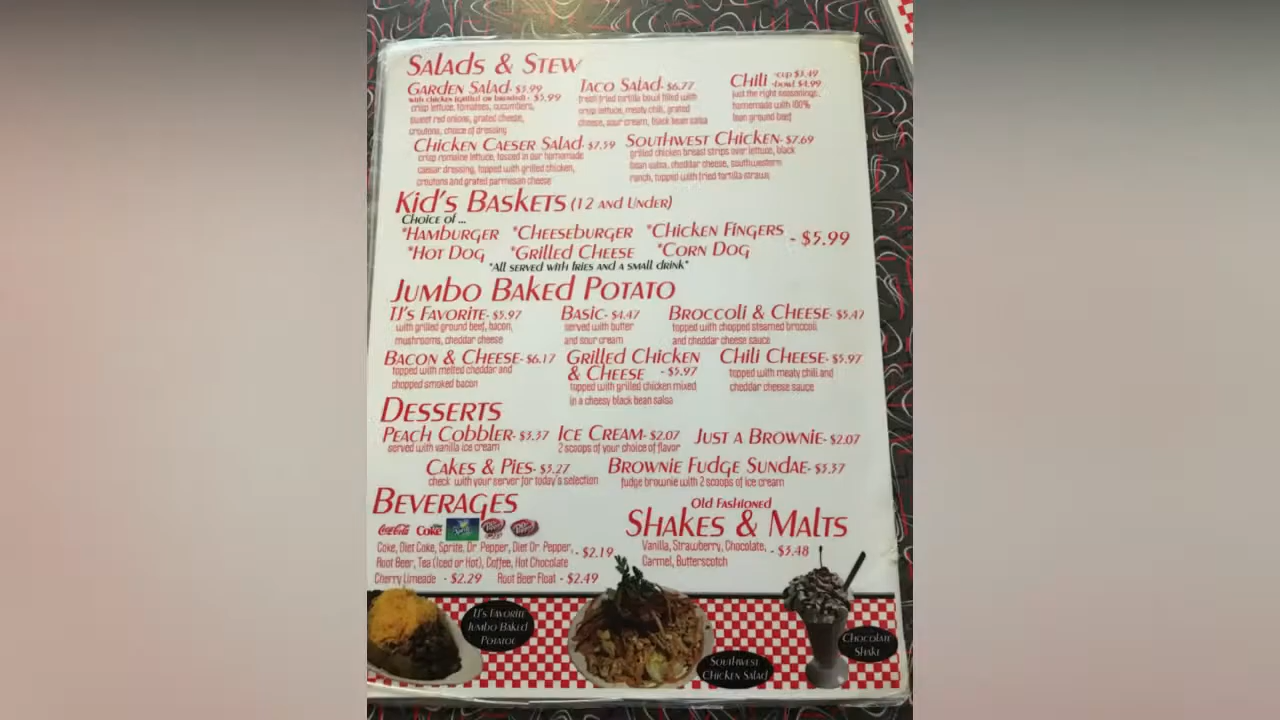 SALADS & STEW
GARDEN SALAD- $3.99
with chicken (grilled or breaded) - $5.99
crisp lettuce, tomatoes, cucumbers,
sweet red onions, grated cheese,
croutons, choice of dressing
TACO SALAD- $6.77
fresh fried tortilla bowl filled with
crisp lettuce, meaty chili, grated
cheese, sour cream, black bean salsa
CHILI -cup $3.49
-bowl $4.99
just the right seasonings,
homemade with 100%
lean ground beef
CHICKEN CAESER SALAD- $7.59
crisp romaine lettuce, tossed in our homemade
caesar dressing, topped with grilled chicken,
croutons and grated parmesan cheese
SOUTHWEST CHICKEN- $7.69
grilled chicken breast strips over lettuce, black
bean salsa, cheddar cheese, southwestern
ranch, topped with fried tortilla straws
KID'S BASKETS (12 AND UNDER)
CHOICE OF ...
*HAMBURGER *CHEESEBURGER *CHICKEN FINGERS
*HOT DOG *GRILLED CHEESE *CORN DOG - $5.99
*ALL SERVED WITH FRIES AND A SMALL DRINK*
JUMBO BAKED POTATO
TJ'S FAVORITE- $5.97
with grilled ground beef, bacon,
mushrooms, cheddar cheese
BASIC- $4.47
served with butter
and sour cream
BROCCOLI & CHEESE- $5.47
topped with chopped steamed broccoli
and cheddar cheese sauce
BACON & CHEESE- $6.17
topped with melted cheddar and
chopped smoked bacon
GRILLED CHICKEN
& CHEESE - $5.97
topped with grilled chicken mixed
in a cheesy black bean salsa
CHILI CHEESE- $5.97
topped with meaty chili and
cheddar cheese sauce
DESSERTS
PEACH COBBLER- $3.37
served with vanilla ice cream
ICE CREAM- $2.07
2 scoops of your choice of flavor
JUST A BROWNIE- $2.07
CAKES & PIES- $3.27
check with your server for today's selection
BROWNIE FUDGE SUNDAE- $3.37
fudge brownie with 2 scoops of ice cream
BEVERAGES
Coca-Cola Coke Sprite Dr Pepper Dr Pepper
Coke, Diet Coke, Sprite, Dr. Pepper, Diet Dr. Pepper,
Root Beer, Tea (Iced or Hot), Coffee, Hot Chocolate - $2.19
Cherry Limeade - $2.29 Root Beer Float - $2.49
OLD FASHIONED
SHAKES & MALTS
Vanilla, Strawberry, Chocolate,
Carmel, Butterscotch - $3.48
TJ'S FAVORITE
JUMBO BAKED
POTATOE
SOUTHWEST
CHICKEN SALAD
CHOCOLATE
SHAKE